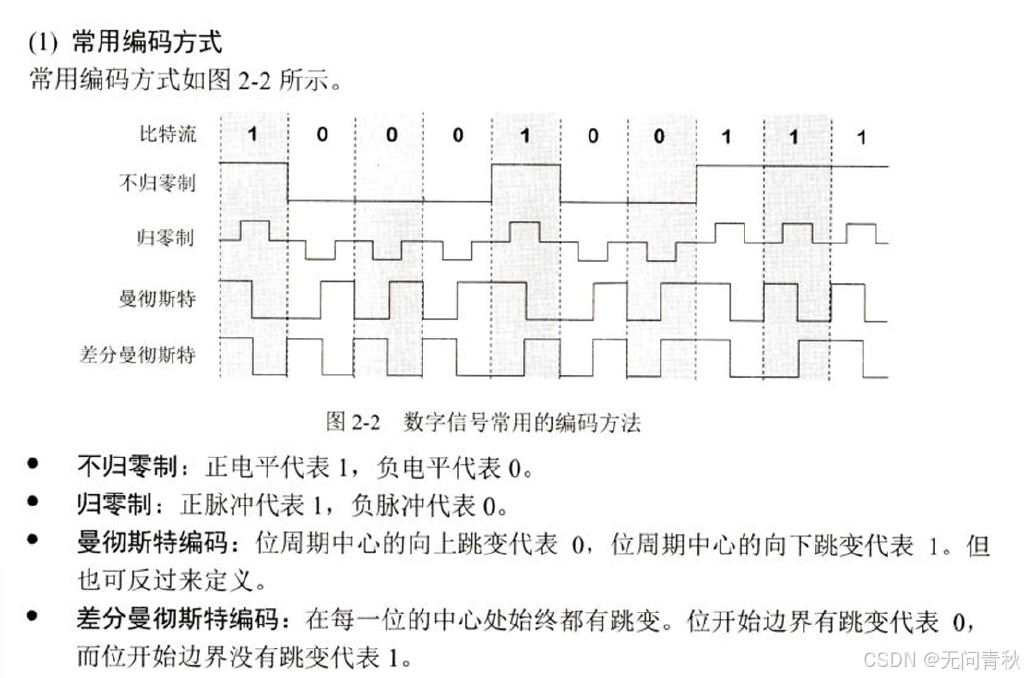 (1) 常用编码方式
常用编码方式如图 2-2 所示。
比特流 1 0 0 0 1 0 0 1 1 1
不归零制
归零制
曼彻斯特
差分曼彻斯特
图 2-2 数字信号常用的编码方法
• 不归零制：正电平代表 1，负电平代表 0。
• 归零制：正脉冲代表 1，负脉冲代表 0。
• 曼彻斯特编码：位周期中心的向上跳变代表 0，位周期中心的向下跳变代表 1。但
也可反过来定义。
• 差分曼彻斯特编码：在每一位的中心处始终都有跳变。位开始边界有跳变代表 0，
而位开始边界没有跳变代表 1。
CSDN @无问青秋